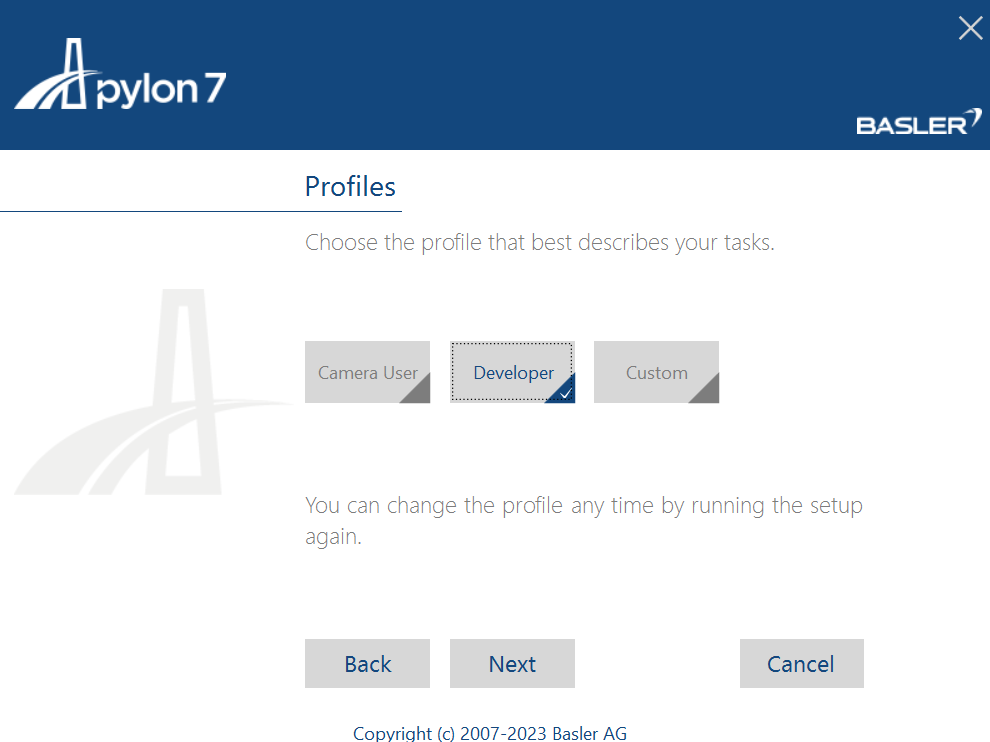 pylon 7
BASLER
Profiles
Choose the profile that best describes your tasks.
Camera User
Developer
Custom
You can change the profile any time by running the setup
again.
Back
Next
Cancel
Copyright (c) 2007-2023 Basler AG